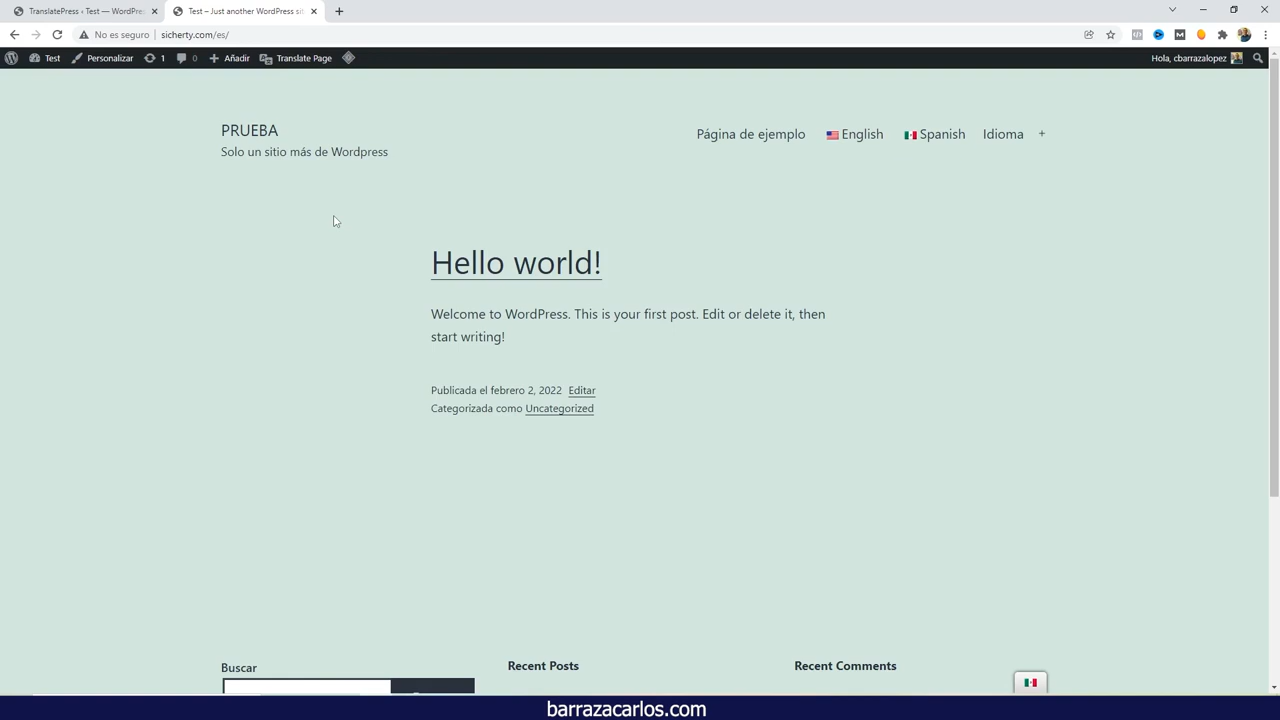 TranslatePress ‹ Test — WordPres
Test – Just another WordPress sit
No es seguro
sicherty.com/es/
Test
Personalizar
1
0
Añadir
Translate Page
Hola, cbarrazalopez
PRUEBA
Solo un sitio más de Wordpress
Página de ejemplo
English
Spanish
Idioma
+
Hello world!
Welcome to WordPress. This is your first post. Edit or delete it, then
start writing!
Publicada el febrero 2, 2022 Editar
Categorizada como Uncategorized
Buscar
Recent Posts
Recent Comments
barrazacarlos.com